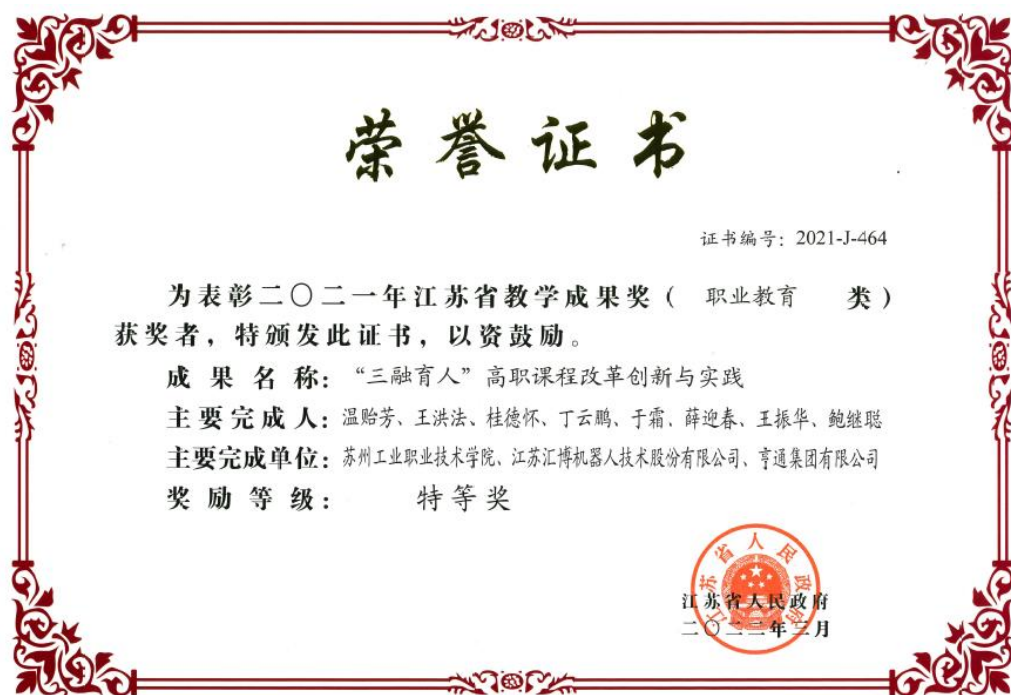 荣誉证书
证书编号：2021-J-464
为表彰二〇二一年江苏省教学成果奖（ 职业教育 类）
获奖者，特颁发此证书，以资鼓励。
成果名称：“三融育人”高职课程改革创新与实践
主要完成人：温贻芳、王洪法、桂德怀、丁云鹏、于霜、薛迎春、王振华、鲍继聪
主要完成单位：苏州工业职业技术学院、江苏汇博机器人技术股份有限公司、亨通集团有限公司
奖励等级： 特等奖
江苏省人民政府
江苏省人民政府
二〇二二年三月